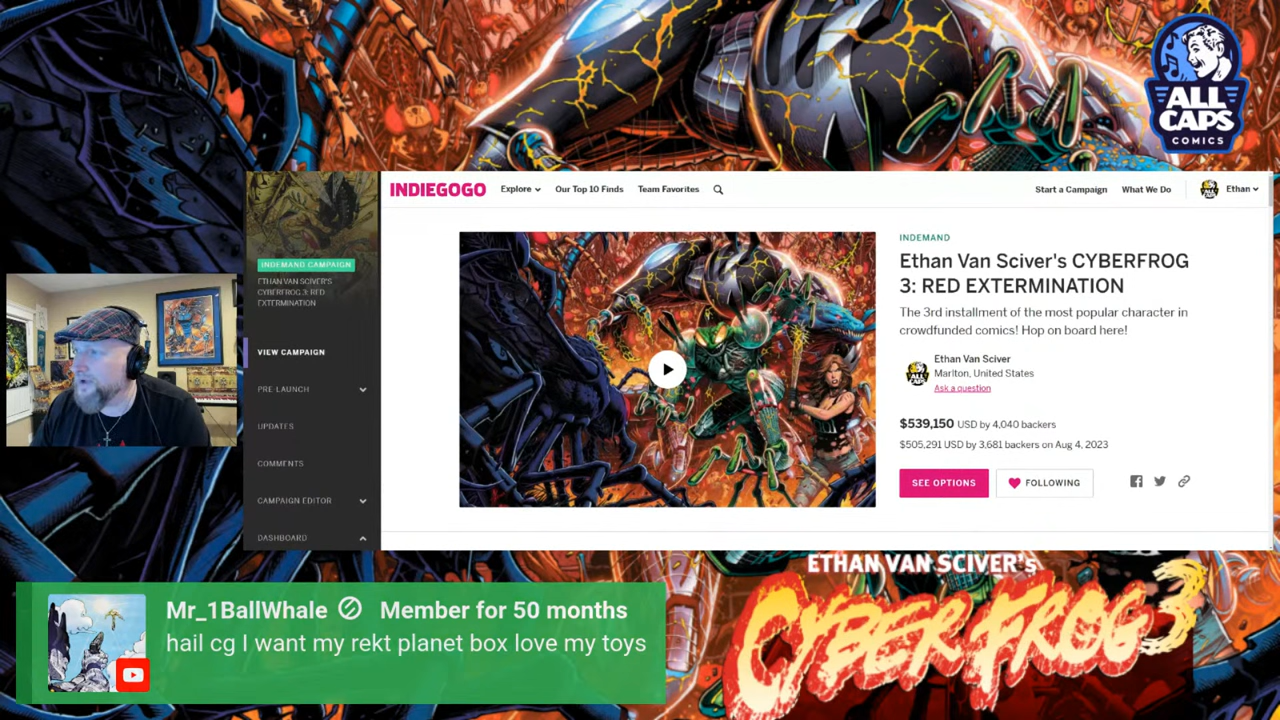 ALL
CAPS
COMICS
INDIEGOGO
Explore
Our Top 10 Finds
Team Favorites
Start a Campaign
What We Do
Ethan
INDEMAND CAMPAIGN
ETHAN VAN SCIVER'S
CYBERFROG 3: RED
EXTERMINATION
VIEW CAMPAIGN
PRE-LAUNCH
UPDATES
COMMENTS
CAMPAIGN EDITOR
DASHBOARD
INDEMAND
Ethan Van Sciver's CYBERFROG
3: RED EXTERMINATION
The 3rd installment of the most popular character in
crowdfunded comics! Hop on board here!
Ethan Van Sciver
Marlton, United States
Ask a question
$539,150 USD by 4,040 backers
$505,291 USD by 3,681 backers on Aug 4, 2023
SEE OPTIONS
FOLLOWING
Mr_1BallWhale Member for 50 months
hail cg I want my rekt planet box love my toys
ETHAN VAN SCIVER's
CYBERFROG 3